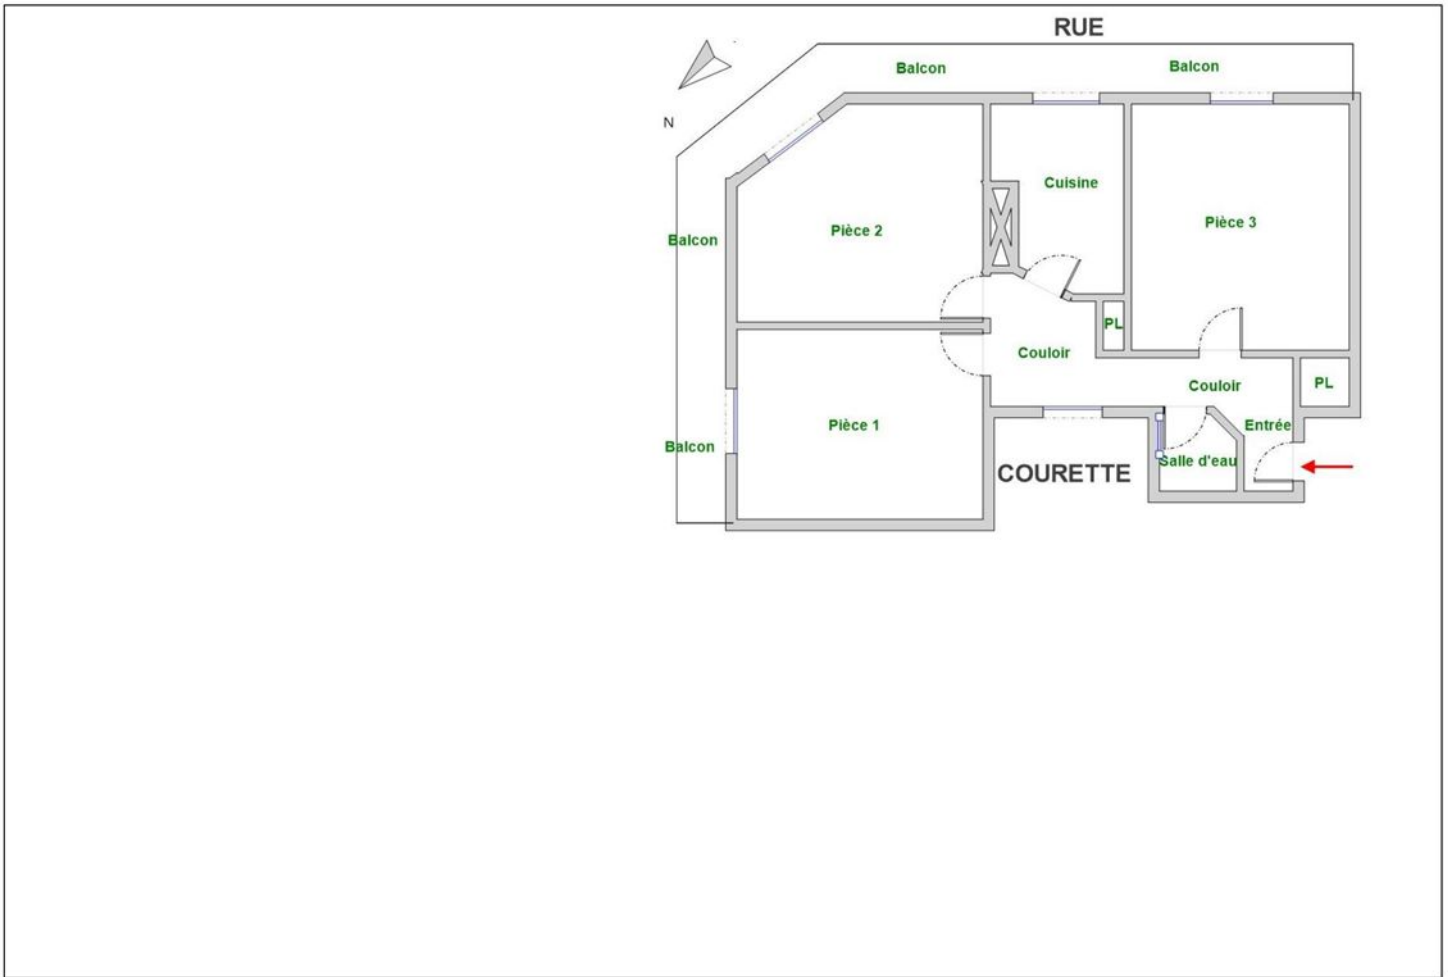 RUE
Balcon
Balcon
N
Cuisine
Pièce 3
Pièce 2
Balcon
PL
Couloir
PL
Couloir
Pièce 1
Entrée
Balcon
Salle d'eau
COURETTE